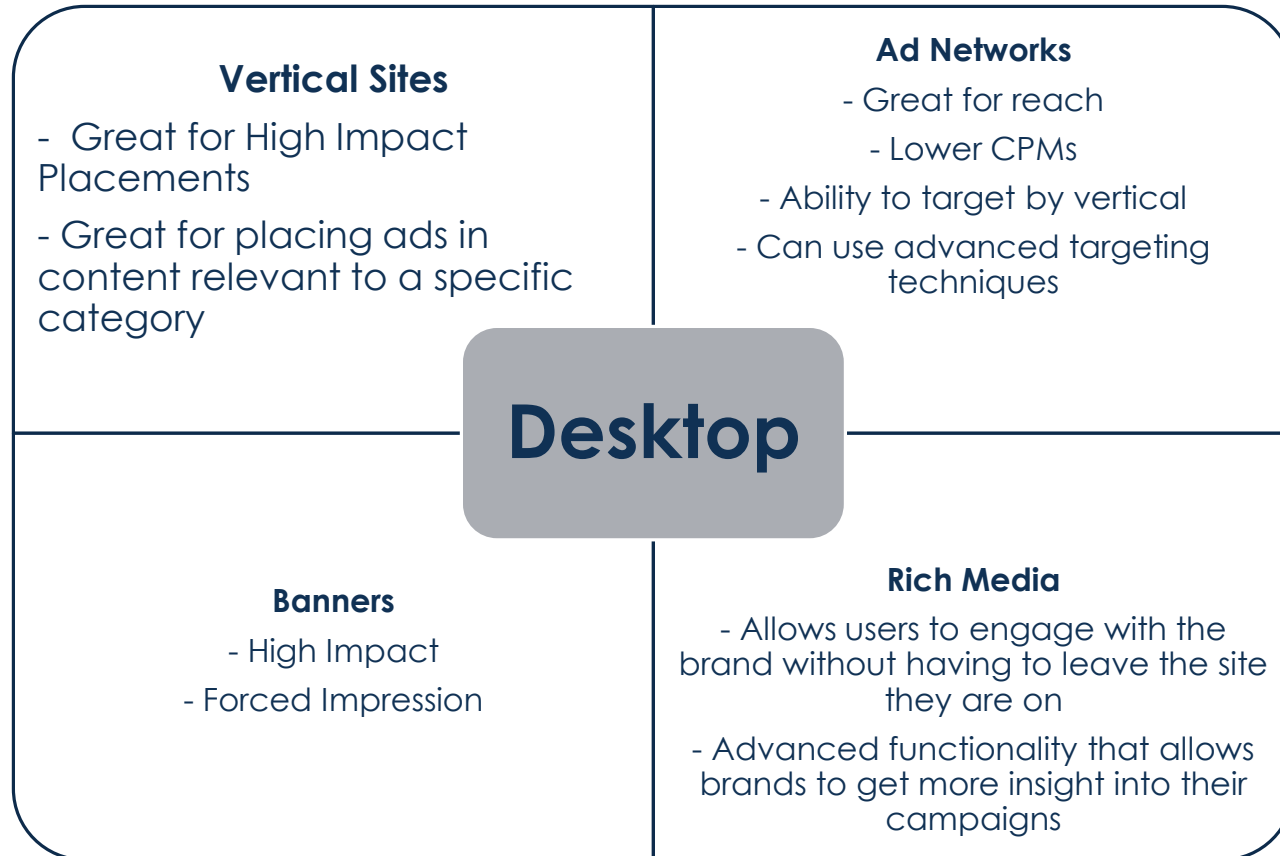 Vertical Sites
-  Great for High Impact
Placements
- Great for placing ads in
content relevant to a specific
category
Ad Networks
- Great for reach
- Lower CPMs
- Ability to target by vertical
- Can use advanced targeting
techniques
Desktop
Banners
- High Impact
- Forced Impression
Rich Media
- Allows users to engage with the
brand without having to leave the site
they are on
- Advanced functionality that allows
brands to get more insight into their
campaigns